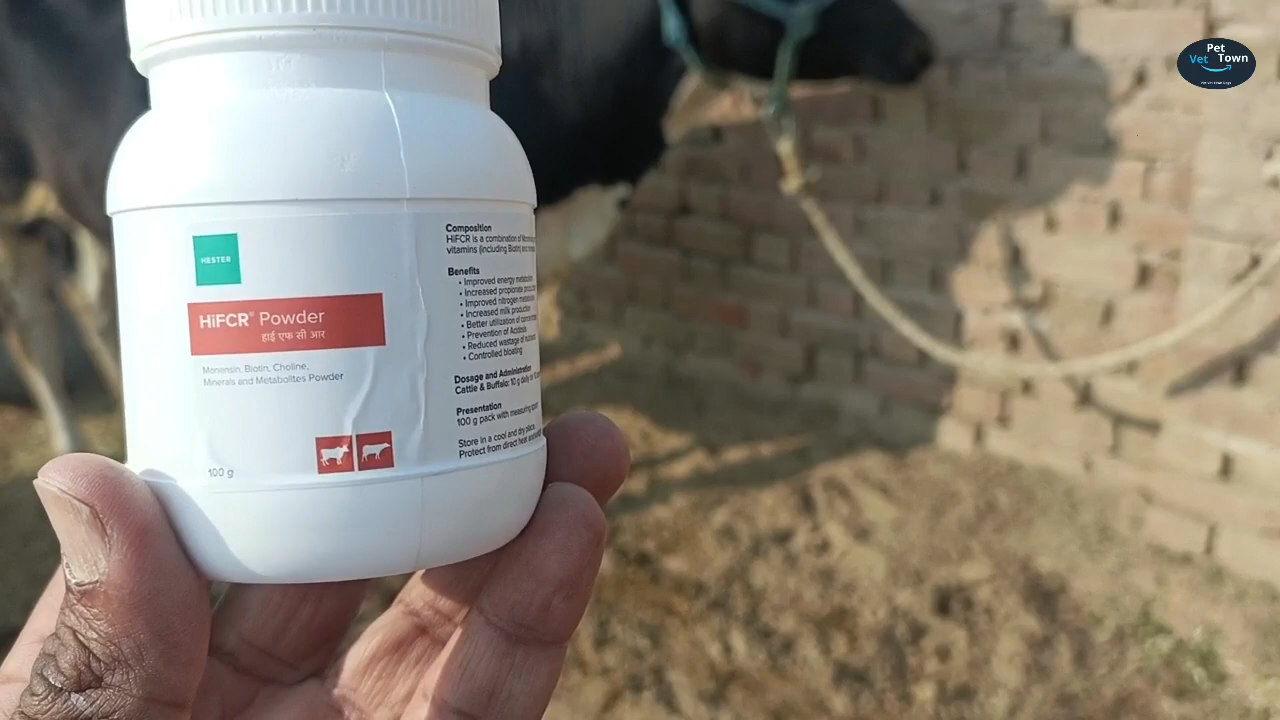 HESTER
HiFCR® Powder
हाई एफ सी आर
Monensin, Biotin, Choline,
Minerals and Metabolites Powder
100 g
Composition
HiFCR is a combination of
vitamins (including Biotin) and
Benefits
• Improved energy
• Increased propionate
• Improved nitrogen
• Increased milk production
• Better utilization of
• Prevention of Acidosis
• Reduced wastage of
• Controlled bloating
Dosage and Administration
Cattle & Buffalo: 10 g daily
Presentation
100 g pack with measuring
Store in a cool and dry place.
Protect from direct heat and
Pet
Vet Town